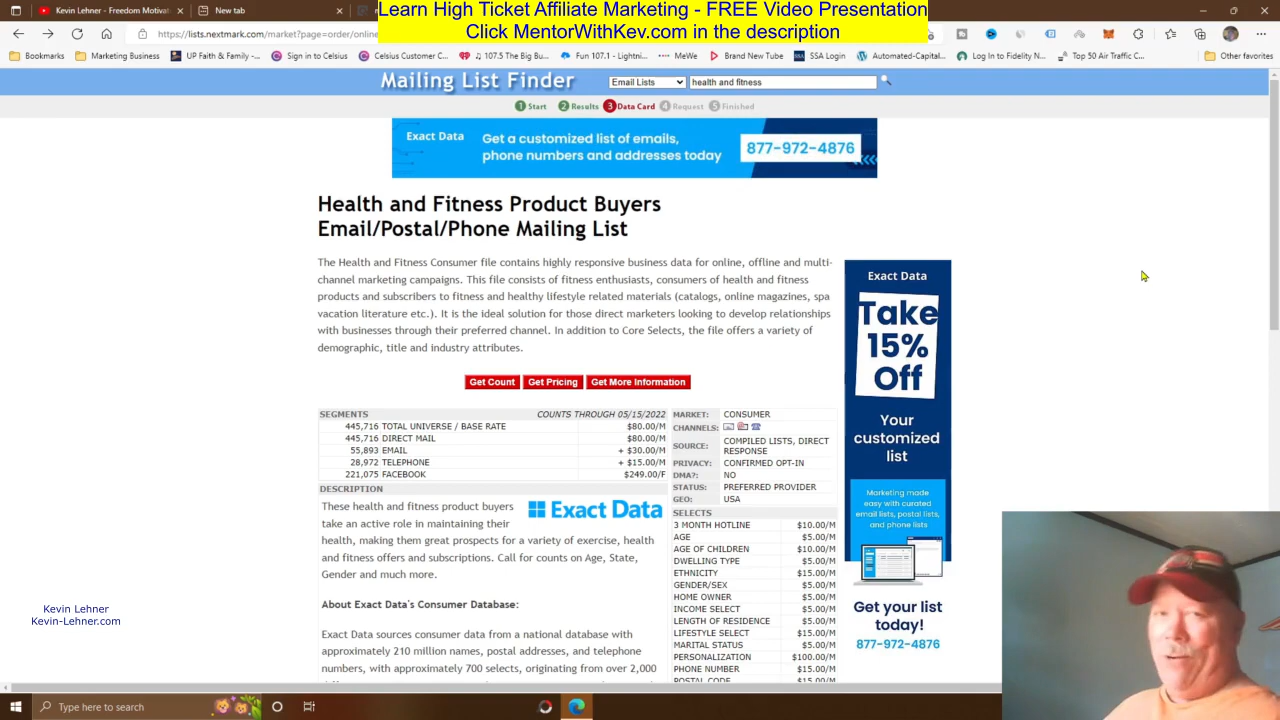 Learn High Ticket Affiliate Marketing - FREE Video Presentation
Click MentorWithKev.com in the description
Kevin Lehner - Freedom Motivat
New tab
https://lists.nextmark.com/market?page=order/online
Bookmarks
Marketing Business
UP Faith & Family
Sign in to Celsius
Celsius Customer C...
107.5 The Big Bu...
Fun 107.1 - Lightni...
MeWe
Brand New Tube
SSA Login
Automated-Capital...
Log In to Fidelity N...
Top 50 Air Traffic C...
Other favorites
Mailing List Finder
Email Lists
health and fitness
1 Start
2 Results
3 Data Card
4 Request
5 Finished
Exact Data
Get a customized list of emails,
phone numbers and addresses today
877-972-4876
Health and Fitness Product Buyers
Email/Postal/Phone Mailing List
The Health and Fitness Consumer file contains highly responsive business data for online, offline and multi-
channel marketing campaigns. This file consists of fitness enthusiasts, consumers of health and fitness
products and subscribers to fitness and healthy lifestyle related materials (catalogs, online magazines, spa
vacation literature etc.). It is the ideal solution for those direct marketers looking to develop relationships
with businesses through their preferred channel. In addition to Core Selects, the file offers a variety of
demographic, title and industry attributes.
Get Count
Get Pricing
Get More Information
SEGMENTS COUNTS THROUGH 05/15/2022
445,716 TOTAL UNIVERSE / BASE RATE $80.00/M
445,716 DIRECT MAIL $80.00/M
55,893 EMAIL + $30.00/M
28,972 TELEPHONE + $15.00/M
221,075 FACEBOOK $249.00/F
DESCRIPTION
These health and fitness product buyers
take an active role in maintaining their
health, making them great prospects for a variety of exercise, health
and fitness offers and subscriptions. Call for counts on Age, State,
Gender and much more.
Exact Data
About Exact Data's Consumer Database:
Exact Data sources consumer data from a national database with
approximately 210 million names, postal addresses, and telephone
numbers, with approximately 700 selects, originating from over 2,000
MARKET: CONSUMER
CHANNELS:
SOURCE: COMPILED LISTS, DIRECT
RESPONSE
PRIVACY: CONFIRMED OPT-IN
DMA?: NO
STATUS: PREFERRED PROVIDER
GEO: USA
SELECTS
3 MONTH HOTLINE $10.00/M
AGE $5.00/M
AGE OF CHILDREN $10.00/M
DWELLING TYPE $5.00/M
ETHNICITY $15.00/M
GENDER/SEX $5.00/M
HOME OWNER $5.00/M
INCOME SELECT $5.00/M
LENGTH OF RESIDENCE $5.00/M
LIFESTYLE SELECT $15.00/M
MARITAL STATUS $5.00/M
PERSONALIZATION $100.00/M
PHONE NUMBER $15.00/M
POSTAL CODE $15.00/M
Exact Data
Take
15%
Off
Your
customized
list
Marketing made
easy with curated
email lists, postal lists,
and phone lists
Get your list
today!
877-972-4876
Kevin Lehner
Kevin-Lehner.com
Type here to search